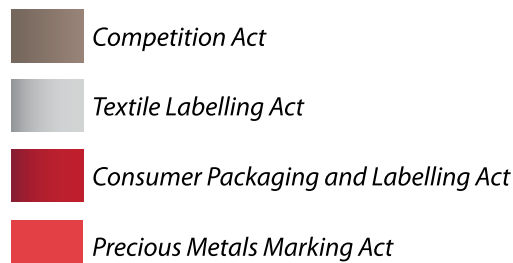 Competition Act
Textile Labelling Act
Consumer Packaging and Labelling Act
Precious Metals Marking Act